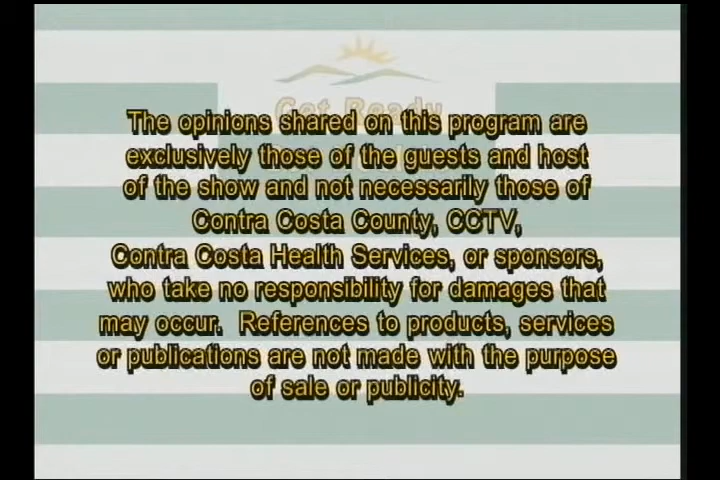 Get Ready
The opinions shared on this program are
exclusively those of the guests and host
of the show and not necessarily those of
Contra Costa County, CCTV,
Contra Costa Health Services, or sponsors,
who take no responsibility for damages that
may occur.  References to products, services
or publications are not made with the purpose
of sale or publicity.